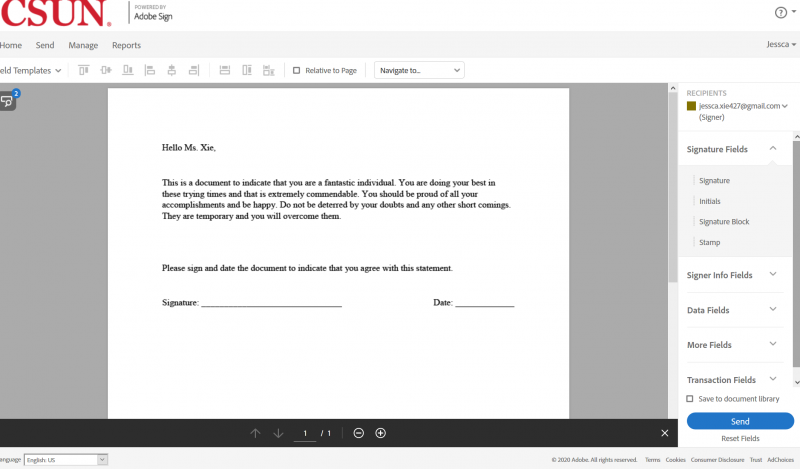 CSUN®
POWERED BY
Adobe Sign
?
Home Send Manage Reports
Jessca
eld Templates
Relative to Page
Navigate to...
2
Hello Ms. Xie,
This is a document to indicate that you are a fantastic individual. You are doing your best in
these trying times and that is extremely commendable. You should be proud of all your
accomplishments and be happy. Do not be deterred by your doubts and any other short comings.
They are temporary and you will overcome them.
Please sign and date the document to indicate that you agree with this statement.
Signature: ________________________________ Date: ______________
RECIPIENTS
jessca.xie427@gmail.com
(Signer)
Signature Fields
Signature
Initials
Signature Block
Stamp
Signer Info Fields
Data Fields
More Fields
Transaction Fields
Save to document library
Send
Reset Fields
1 / 1
anguage English: US
© 2020 Adobe. All rights reserved. Terms Cookies Consumer Disclosure Trust AdChoices